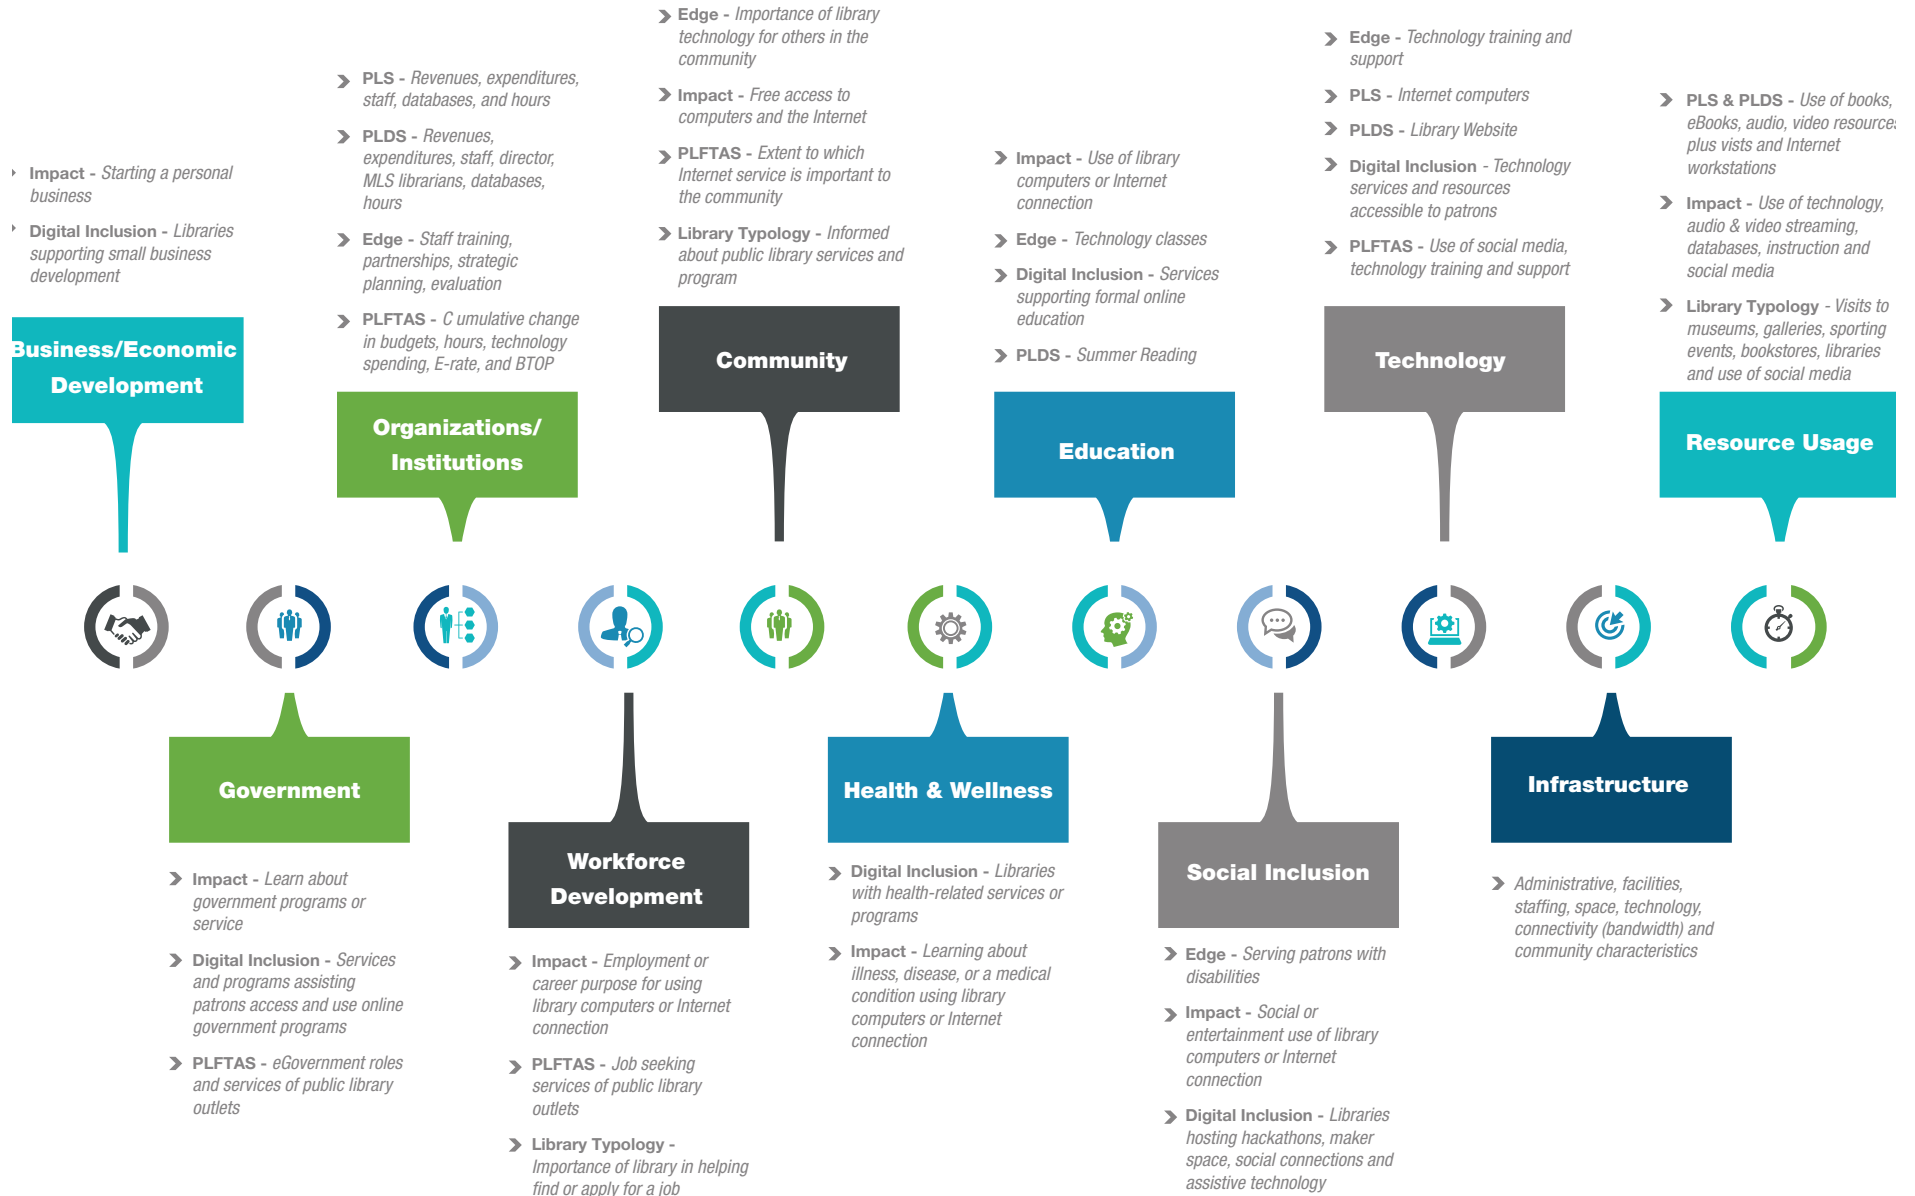 Impact - Starting a personal
business
Digital Inclusion - Libraries
supporting small business
development
Business/Economic
Development
PLS - Revenues, expenditures,
staff, databases, and hours
PLDS - Revenues,
expenditures, staff, director,
MLS librarians, databases,
hours
Edge - Staff training,
partnerships, strategic
planning, evaluation
PLFTAS - C umulative change
in budgets, hours, technology
spending, E-rate, and BTOP
Organizations/
Institutions
Edge - Importance of library
technology for others in the
community
Impact - Free access to
computers and the Internet
PLFTAS - Extent to which
Internet service is important to
the community
Library Typology - Informed
about public library services and
program
Community
Impact - Use of library
computers or Internet
connection
Edge - Technology classes
Digital Inclusion - Services
supporting formal online
education
PLDS - Summer Reading
Education
Edge - Technology training and
support
PLS - Internet computers
PLDS - Library Website
Digital Inclusion - Technology
services and resources
accessible to patrons
PLFTAS - Use of social media,
technology training and support
Technology
PLS & PLDS - Use of books,
eBooks, audio, video resources
plus vists and Internet
workstations
Impact - Use of technology,
audio & video streaming,
databases, instruction and
social media
Library Typology - Visits to
museums, galleries, sporting
events, bookstores, libraries
and use of social media
Resource Usage
Government
Impact - Learn about
government programs or
service
Digital Inclusion - Services
and programs assisting
patrons access and use online
government programs
PLFTAS - eGovernment roles
and services of public library
outlets
Workforce
Development
Impact - Employment or
career purpose for using
library computers or Internet
connection
PLFTAS - Job seeking
services of public library
outlets
Library Typology -
Importance of library in helping
find or apply for a job
Health & Wellness
Digital Inclusion - Libraries
with health-related services or
programs
Impact - Learning about
illness, disease, or a medical
condition using library
computers or Internet
connection
Social Inclusion
Edge - Serving patrons with
disabilities
Impact - Social or
entertainment use of library
computers or Internet
connection
Digital Inclusion - Libraries
hosting hackathons, maker
space, social connections and
assistive technology
Infrastructure
Administrative, facilities,
staffing, space, technology,
connectivity (bandwidth) and
community characteristics